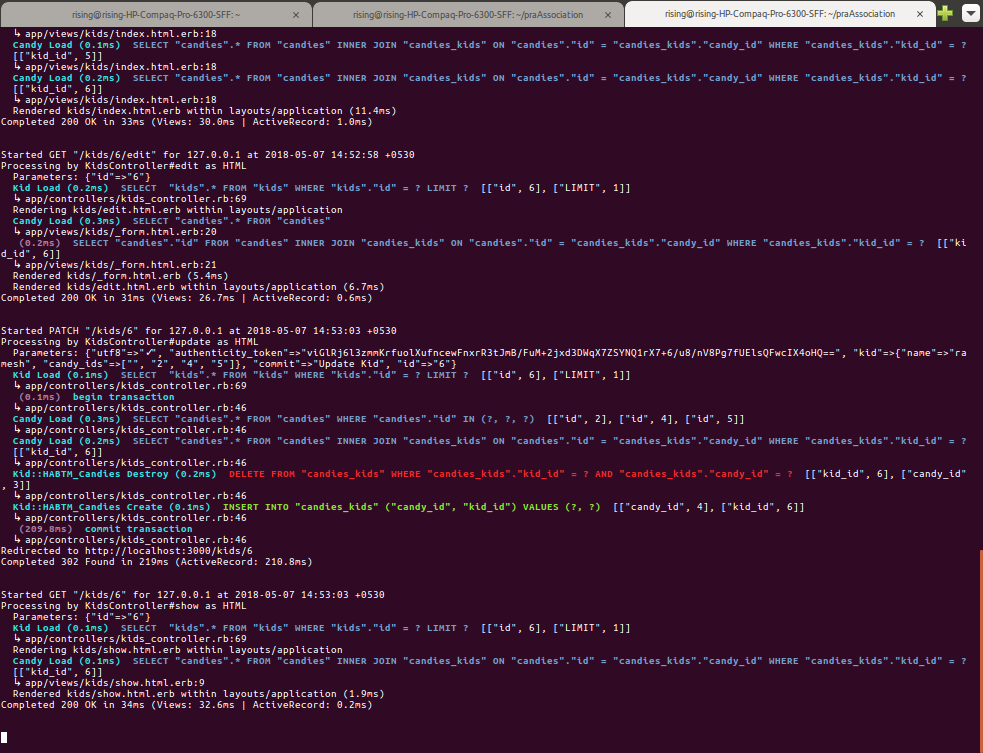 rising@rising-HP-Compaq-Pro-6300-SFF: ~ ×
rising@rising-HP-Compaq-Pro-6300-SFF: ~/praAssociation ×
rising@rising-HP-Compaq-Pro-6300-SFF: ~/praAssociation ×
↳ app/views/kids/index.html.erb:18
Candy Load (0.1ms)  SELECT "candies".* FROM "candies" INNER JOIN "candies_kids" ON "candies"."id" = "candies_kids"."candy_id" WHERE "candies_kids"."kid_id" = ?
[["kid_id", 5]]
↳ app/views/kids/index.html.erb:18
Candy Load (0.2ms)  SELECT "candies".* FROM "candies" INNER JOIN "candies_kids" ON "candies"."id" = "candies_kids"."candy_id" WHERE "candies_kids"."kid_id" = ?
[["kid_id", 6]]
↳ app/views/kids/index.html.erb:18
Rendered kids/index.html.erb within layouts/application (11.4ms)
Completed 200 OK in 33ms (Views: 30.0ms | ActiveRecord: 1.0ms)
Started GET "/kids/6/edit" for 127.0.0.1 at 2018-05-07 14:52:58 +0530
Processing by KidsController#edit as HTML
Parameters: {"id"=>"6"}
Kid Load (0.2ms)  SELECT  "kids".* FROM "kids" WHERE "kids"."id" = ? LIMIT ?  [["id", 6], ["LIMIT", 1]]
↳ app/controllers/kids_controller.rb:69
Rendering kids/edit.html.erb within layouts/application
Candy Load (0.3ms)  SELECT "candies".* FROM "candies"
↳ app/views/kids/_form.html.erb:20
(0.2ms)  SELECT "candies"."id" FROM "candies" INNER JOIN "candies_kids" ON "candies"."id" = "candies_kids"."candy_id" WHERE "candies_kids"."kid_id" = ?  [["ki
d_id", 6]]
↳ app/views/kids/_form.html.erb:21
Rendered kids/_form.html.erb (5.4ms)
Rendered kids/edit.html.erb within layouts/application (6.7ms)
Completed 200 OK in 31ms (Views: 26.7ms | ActiveRecord: 0.6ms)
Started PATCH "/kids/6" for 127.0.0.1 at 2018-05-07 14:53:03 +0530
Processing by KidsController#update as HTML
Parameters: {"utf8"=>"✓", "authenticity_token"=>"viGlRj6l3zmmKrfuolXufncewFnxrR3tJmB/FuM+2jxd3DWqX7ZSYNQ1rX7+6/u8/nV8Pg7fUElsQFwcIX4oHQ==", "kid"=>{"name"=>"ra
mesh", "candy_ids"=>["", "2", "4", "5"]}, "commit"=>"Update Kid", "id"=>"6"}
Kid Load (0.1ms)  SELECT  "kids".* FROM "kids" WHERE "kids"."id" = ? LIMIT ?  [["id", 6], ["LIMIT", 1]]
↳ app/controllers/kids_controller.rb:69
(0.1ms)  begin transaction
↳ app/controllers/kids_controller.rb:46
Candy Load (0.3ms)  SELECT "candies".* FROM "candies" WHERE "candies"."id" IN (?, ?, ?)  [["id", 2], ["id", 4], ["id", 5]]
↳ app/controllers/kids_controller.rb:46
Candy Load (0.2ms)  SELECT "candies".* FROM "candies" INNER JOIN "candies_kids" ON "candies"."id" = "candies_kids"."candy_id" WHERE "candies_kids"."kid_id" = ?
[["kid_id", 6]]
↳ app/controllers/kids_controller.rb:46
Kid::HABTM_Candies Destroy (0.2ms)  DELETE FROM "candies_kids" WHERE "candies_kids"."kid_id" = ? AND "candies_kids"."candy_id" = ?  [["kid_id", 6], ["candy_id"
, 3]]
↳ app/controllers/kids_controller.rb:46
Kid::HABTM_Candies Create (0.1ms)  INSERT INTO "candies_kids" ("candy_id", "kid_id") VALUES (?, ?)  [["candy_id", 4], ["kid_id", 6]]
↳ app/controllers/kids_controller.rb:46
(209.8ms)  commit transaction
↳ app/controllers/kids_controller.rb:46
Redirected to http://localhost:3000/kids/6
Completed 302 Found in 219ms (ActiveRecord: 210.8ms)
Started GET "/kids/6" for 127.0.0.1 at 2018-05-07 14:53:03 +0530
Processing by KidsController#show as HTML
Parameters: {"id"=>"6"}
Kid Load (0.1ms)  SELECT  "kids".* FROM "kids" WHERE "kids"."id" = ? LIMIT ?  [["id", 6], ["LIMIT", 1]]
↳ app/controllers/kids_controller.rb:69
Rendering kids/show.html.erb within layouts/application
Candy Load (0.1ms)  SELECT "candies".* FROM "candies" INNER JOIN "candies_kids" ON "candies"."id" = "candies_kids"."candy_id" WHERE "candies_kids"."kid_id" = ?
[["kid_id", 6]]
↳ app/views/kids/show.html.erb:9
Rendered kids/show.html.erb within layouts/application (1.9ms)
Completed 200 OK in 34ms (Views: 32.6ms | ActiveRecord: 0.2ms)